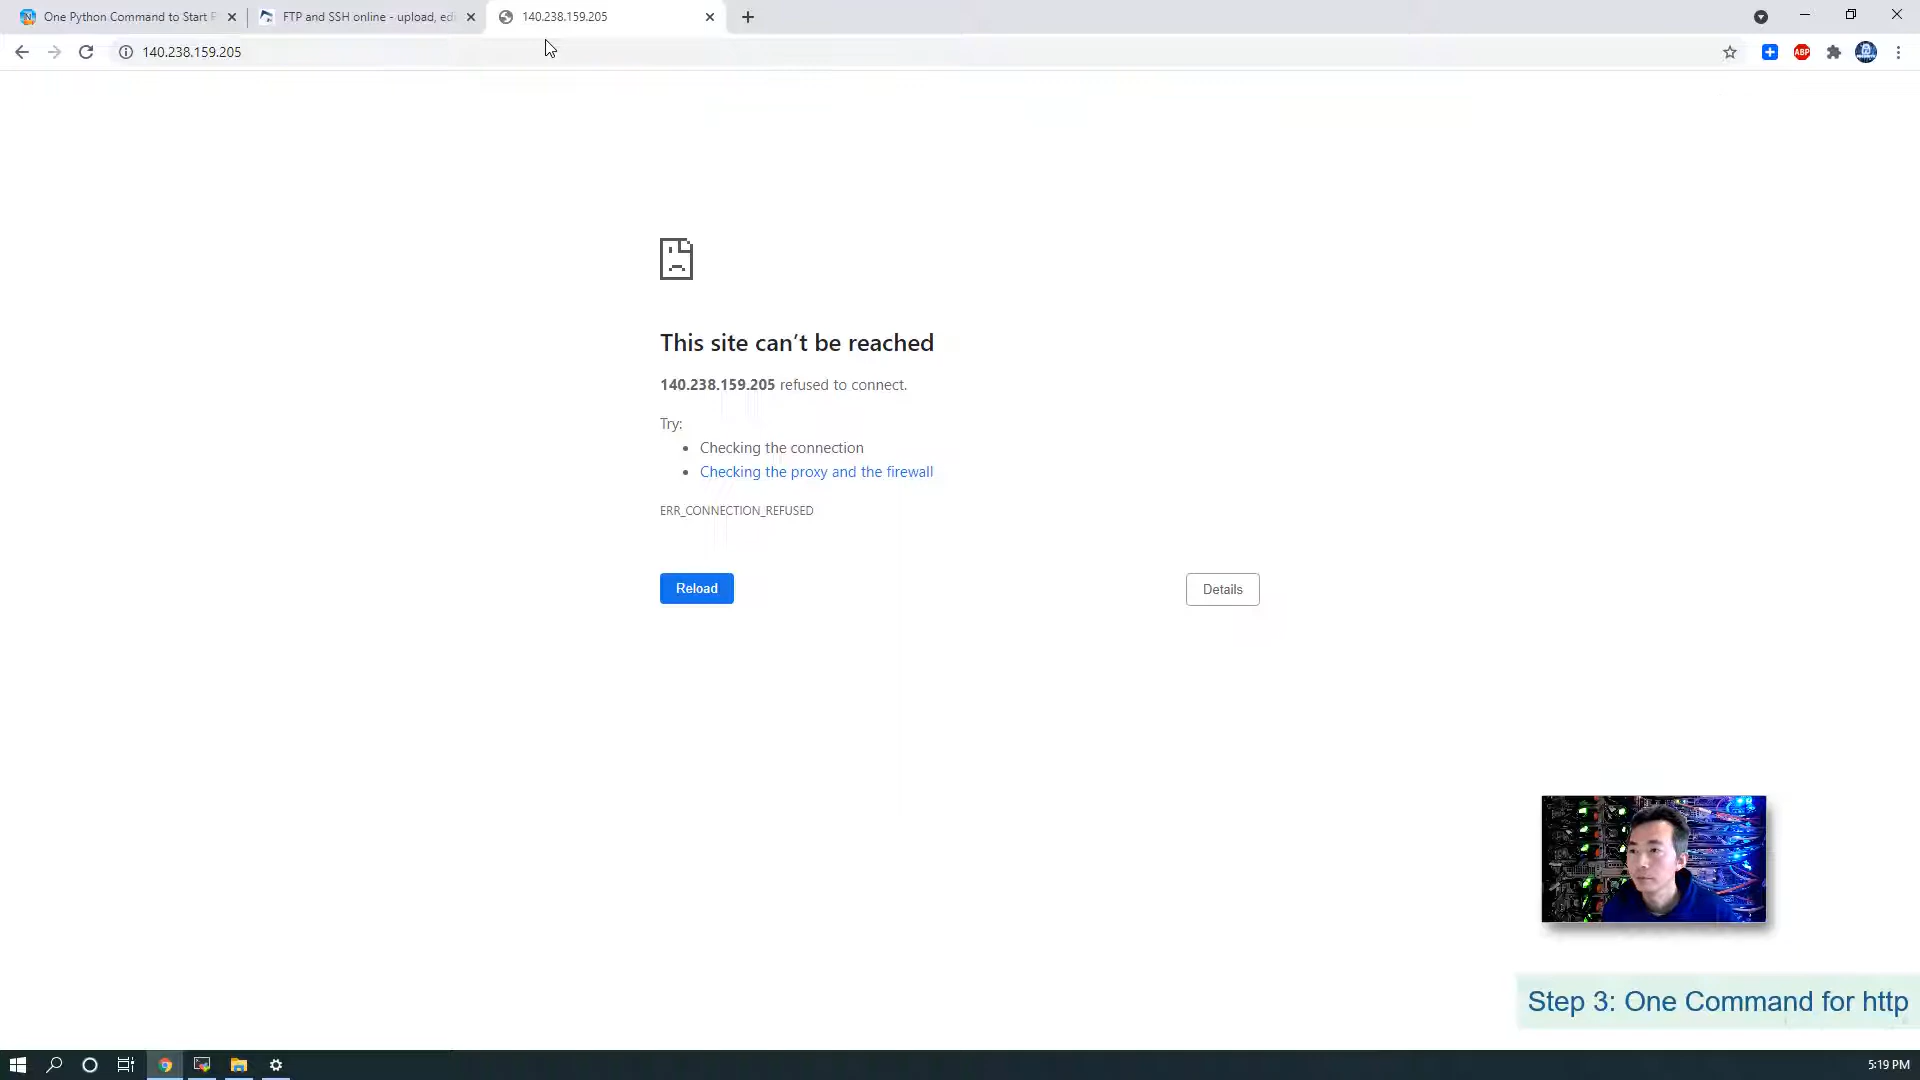 One Python Command to Start F
FTP and SSH online - upload, edi
140.238.159.205
140.238.159.205
This site can’t be reached
140.238.159.205 refused to connect.
Try:
Checking the connection
Checking the proxy and the firewall
ERR_CONNECTION_REFUSED
Reload
Details
Step 3: One Command for http
5:19 PM
ABP